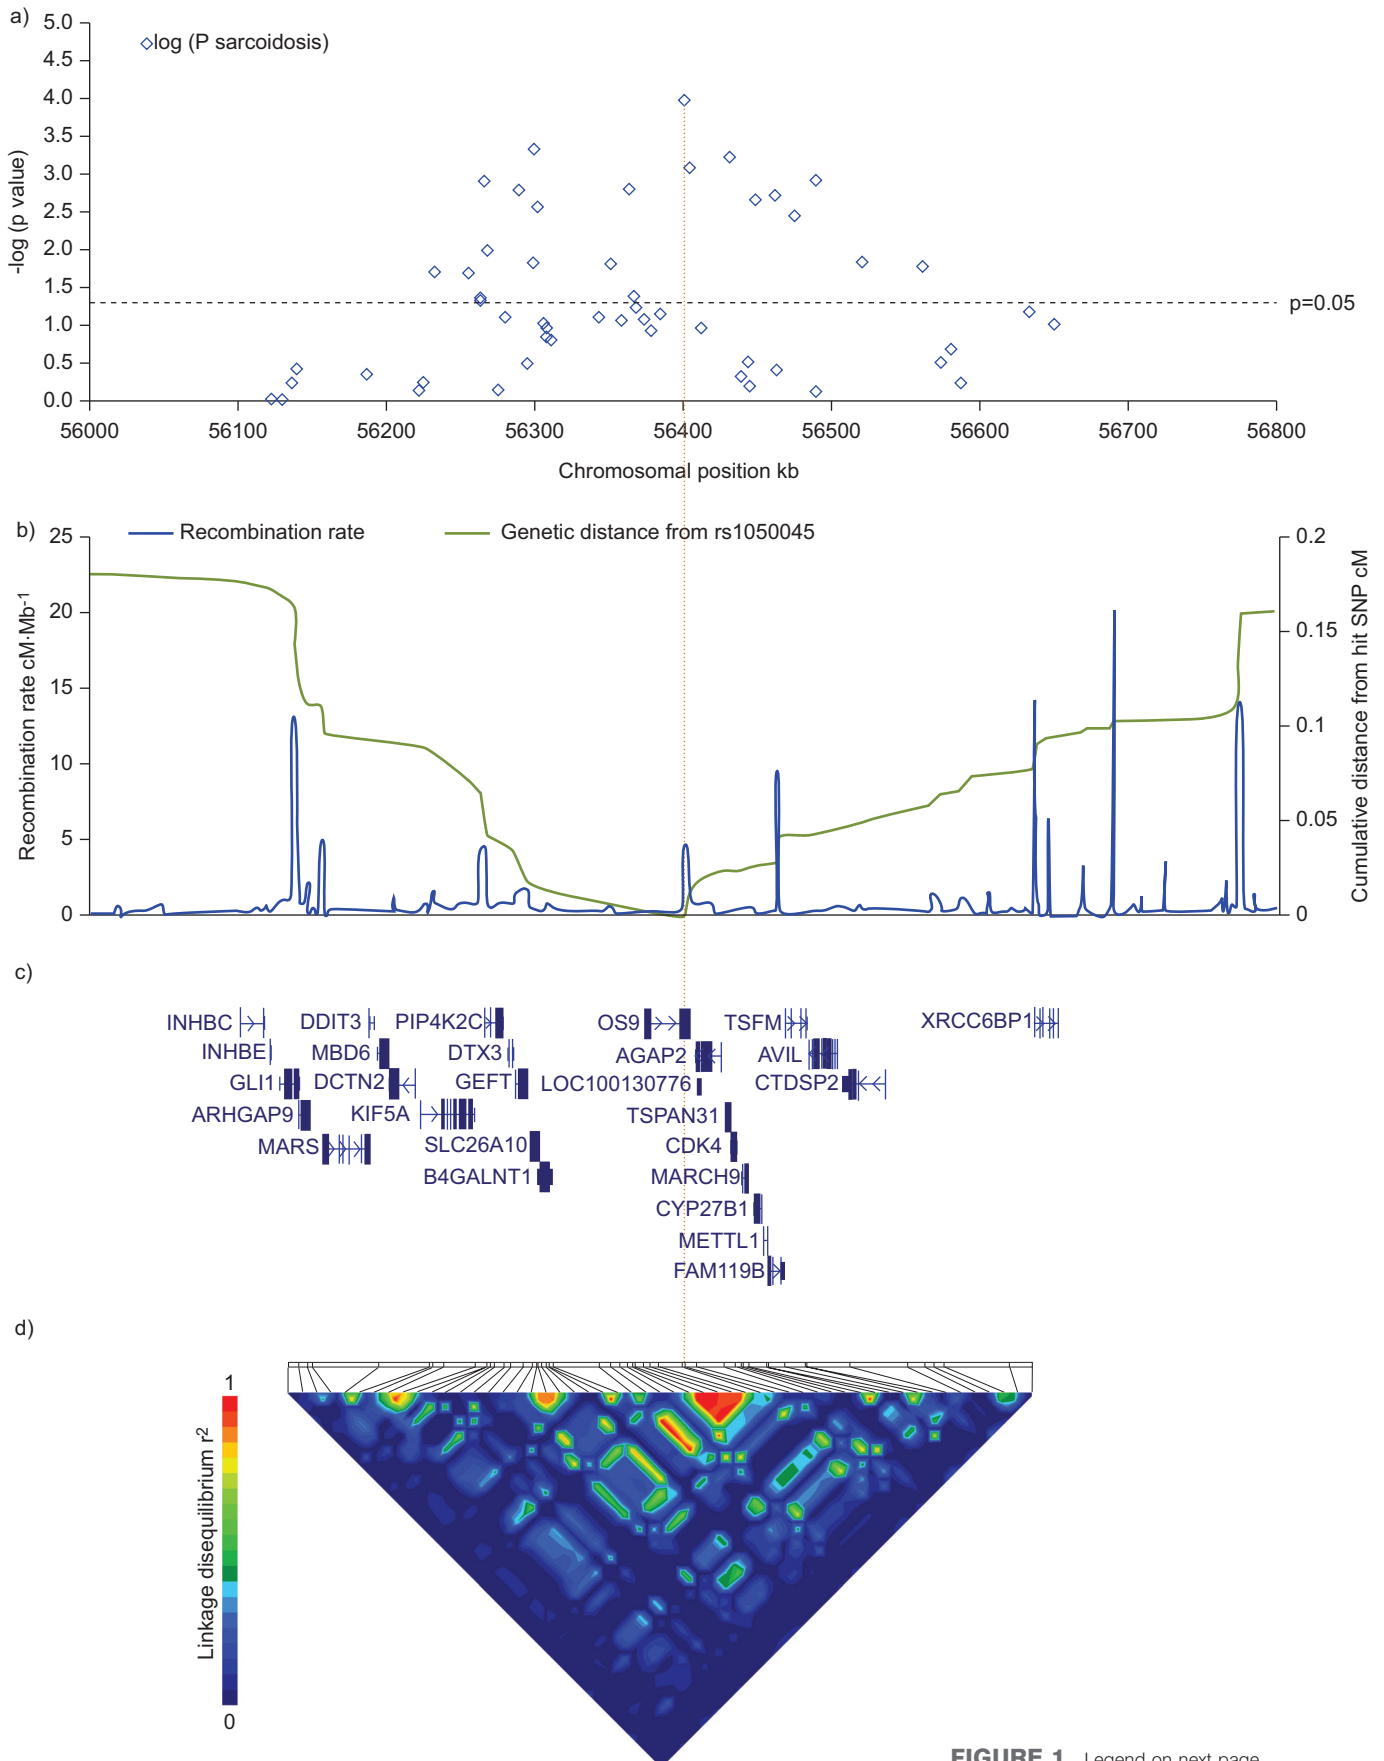 a)
5.0
4.5
4.0
3.5
3.0
2.5
2.0
1.5
1.0
0.5
0.0
-log (p value)
log (P sarcoidosis)
p=0.05
56000 56100 56200 56300 56400 56500 56600 56700 56800
Chromosomal position kb
b)
Recombination rate
Genetic distance from rs1050045
25
20
15
10
5
0
Recombination rate cM·Mb-1
0.2
0.15
0.1
0.05
0
Cumulative distance from hit SNP cM
c)
INHBC DDIT3 PIP4K2C OS9 TSFM XRCC6BP1
INHBE MBD6 DTX3 AGAP2 AVIL
GLI1 DCTN2 GEFT LOC100130776 CTDSP2
ARHGAP9 KIF5A TSPAN31
MARS SLC26A10 CDK4
B4GALNT1 MARCH9
CYP27B1
METTL1
FAM119B
d)
1
Linkage disequilibrium r2
0
FIGURE 1. Legend on next page.